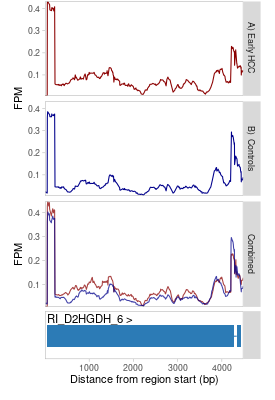 0.4
0.3
0.2
0.1
A) Early HCC
FPM
0.4
0.3
0.2
0.1
B) Controls
0.4
0.3
0.2
0.1
FPM
Combined
RI_D2HGDH_6 >
1000 2000 3000 4000
Distance from region start (bp)